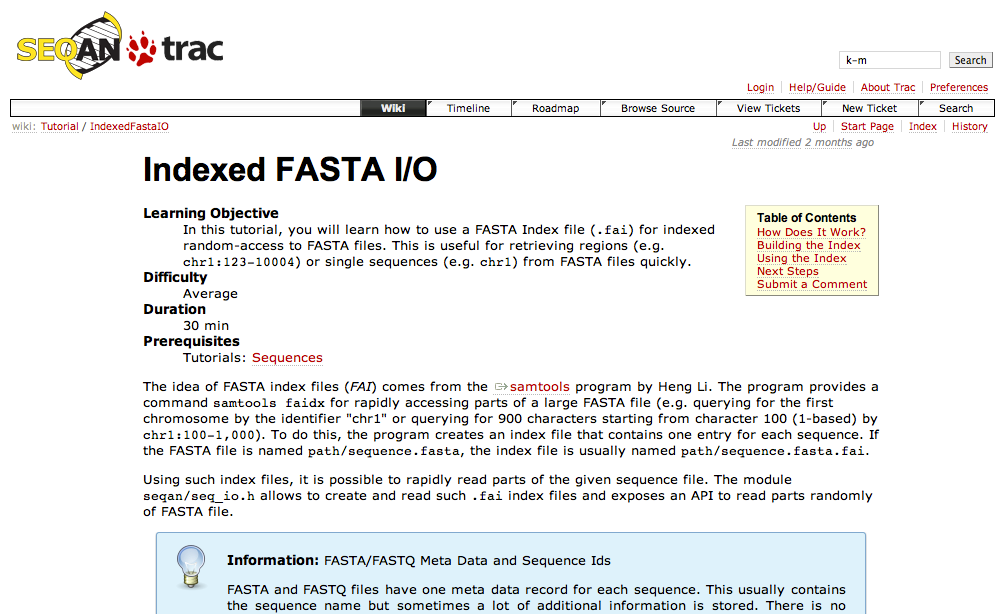 SEQAN trac
k-m
Search
Login Help/Guide About Trac Preferences
Wiki Timeline Roadmap Browse Source View Tickets New Ticket Search
wiki: Tutorial / IndexedFastaIO
Up Start Page Index History
Last modified 2 months ago
Indexed FASTA I/O
Learning Objective
In this tutorial, you will learn how to use a FASTA Index file (.fai) for indexed
random-access to FASTA files. This is useful for retrieving regions (e.g.
chr1:123-10004) or single sequences (e.g. chr1) from FASTA files quickly.
Difficulty
Average
Duration
30 min
Prerequisites
Tutorials: Sequences
Table of Contents
How Does It Work?
Building the Index
Using the Index
Next Steps
Submit a Comment
The idea of FASTA index files (FAI) comes from the samtools program by Heng Li. The program provides a
command samtools faidx for rapidly accessing parts of a large FASTA file (e.g. querying for the first
chromosome by the identifier "chr1" or querying for 900 characters starting from character 100 (1-based) by
chr1:100-1,000). To do this, the program creates an index file that contains one entry for each sequence. If
the FASTA file is named path/sequence.fasta, the index file is usually named path/sequence.fasta.fai.
Using such index files, it is possible to rapidly read parts of the given sequence file. The module
seqan/seq_io.h allows to create and read such .fai index files and exposes an API to read parts randomly
of FASTA file.
Information: FASTA/FASTQ Meta Data and Sequence Ids
FASTA and FASTQ files have one meta data record for each sequence. This usually contains
the sequence name but sometimes a lot of additional information is stored. There is no